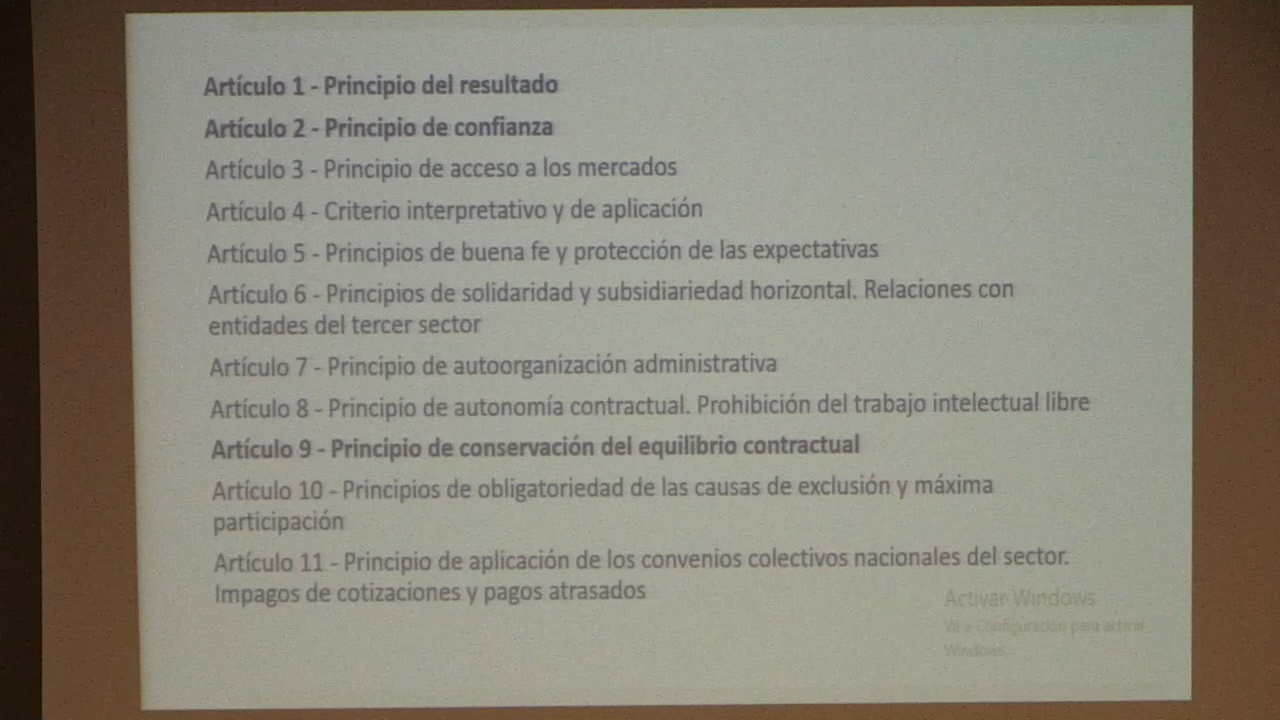 Artículo 1 - Principio del resultado
Artículo 2 - Principio de confianza
Artículo 3 - Principio de acceso a los mercados
Artículo 4 - Criterio interpretativo y de aplicación
Artículo 5 - Principios de buena fe y protección de las expectativas
Artículo 6 - Principios de solidaridad y subsidiariedad horizontal. Relaciones con
entidades del tercer sector
Artículo 7 - Principio de autoorganización administrativa
Artículo 8 - Principio de autonomía contractual. Prohibición del trabajo intelectual libre
Artículo 9 - Principio de conservación del equilibrio contractual
Artículo 10 - Principios de obligatoriedad de las causas de exclusión y máxima
participación
Artículo 11 - Principio de aplicación de los convenios colectivos nacionales del sector.
Impagos de cotizaciones y pagos atrasados
Activar Windows
Ve a Configuración para activar
Windows.